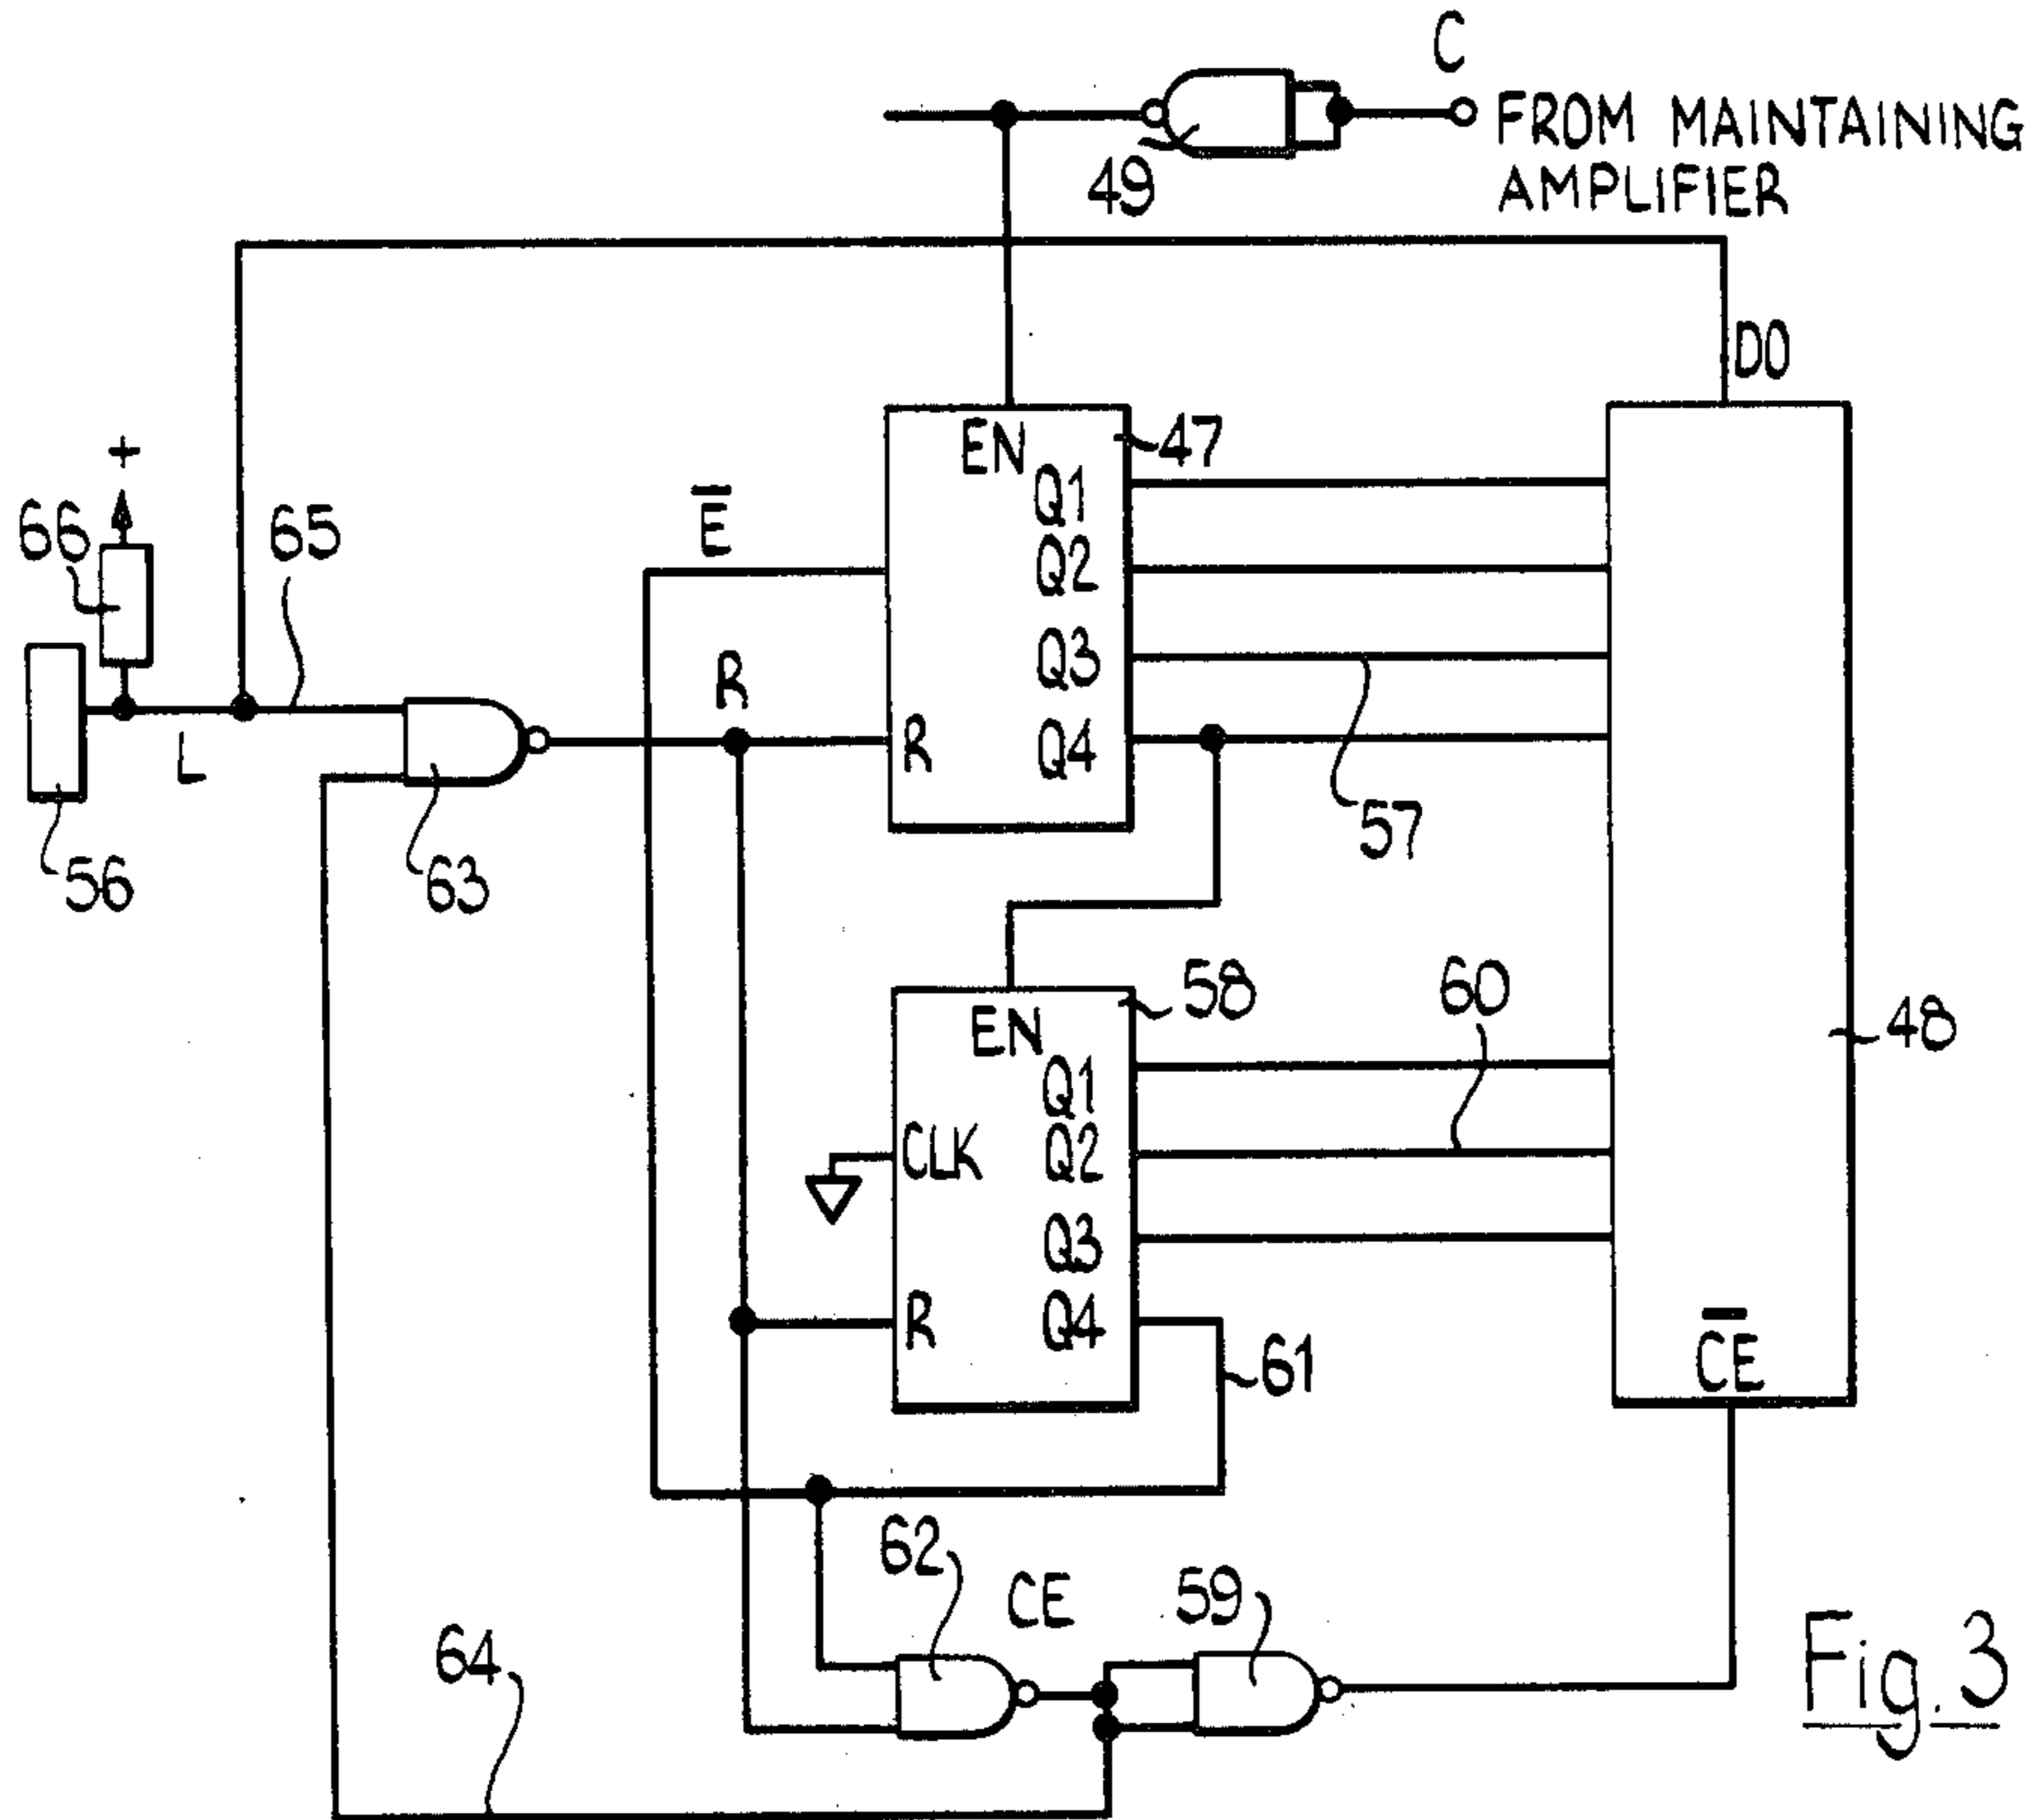 C
FROM MAINTAINING
AMPLIFIER
49
DO
EN
47
Q1
+
66
65
E̅
Q2
Q3
R
R
Q4
L
57
56
63
58
60
EN
48
Q1
CLK
Q2
Q3
R
Q4
61
C̅E̅
62
CE
59
64
Fig. 3